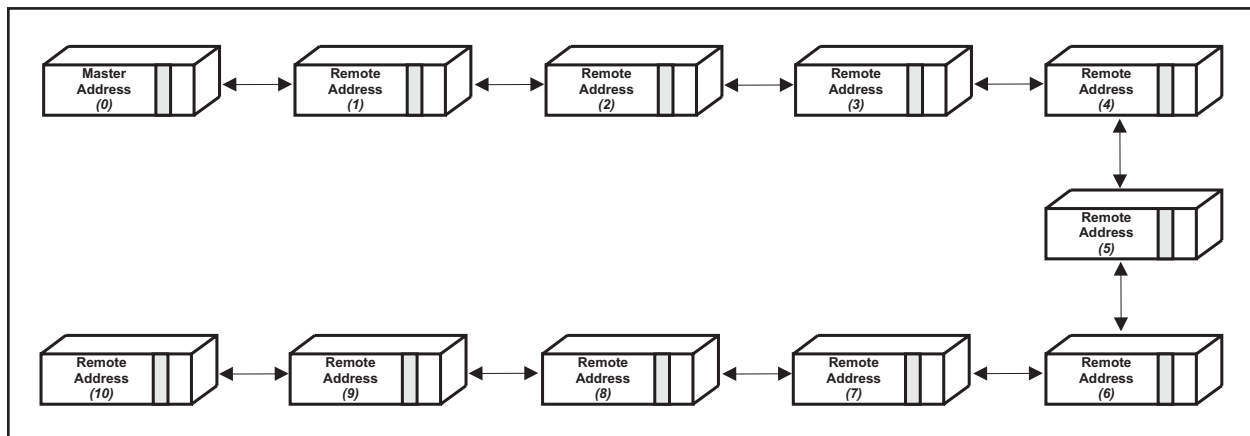 Master
Address
(0)
Remote
Address
(1)
Remote
Address
(2)
Remote
Address
(3)
Remote
Address
(4)
Remote
Address
(5)
Remote
Address
(10)
Remote
Address
(9)
Remote
Address
(8)
Remote
Address
(7)
Remote
Address
(6)